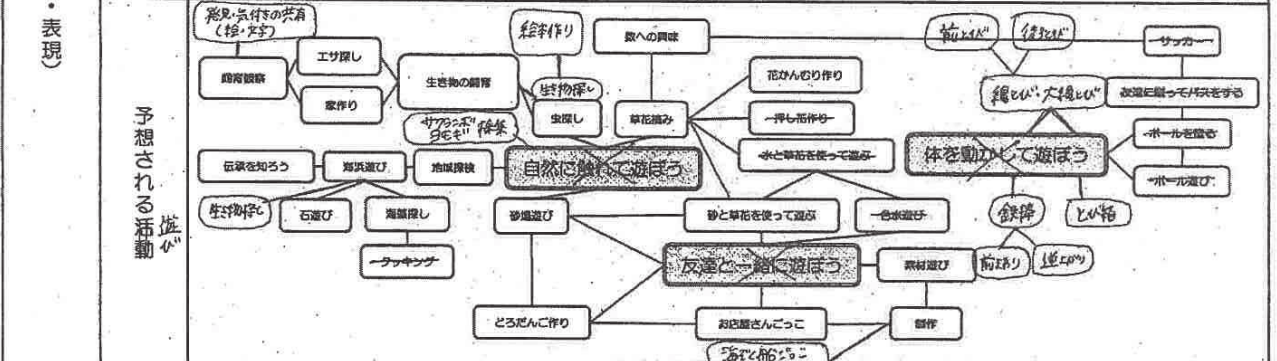 ・表現)
予想される活動
遊び
発見・気付きの共有
(絵・文字)
絵本作り
数への興味
前とび
後とび
サッカー
飼育観察
エサ探し
家作り
生き物の飼育
生き物探し
虫探し
草花摘み
花かんむり作り
押し花作り
水と草花を使って遊ぶ
縄とび・大縄とび
友達に蹴ってパスをする
ボールを蹴る
ボール遊び
サクランボ
ヨモギ 採集
伝承を知ろう
海浜遊び
地域探検
自然に触れて遊ぼう
体を動かして遊ぼう
生き物探し
石遊び
海藻探し
クッキング
砂場遊び
砂と草花を使って遊ぶ
色水遊び
鉄棒
とび箱
前まわり
逆上がり
友達と一緒に遊ぼう
素材遊び
どろだんご作り
お店屋さんごっこ
製作